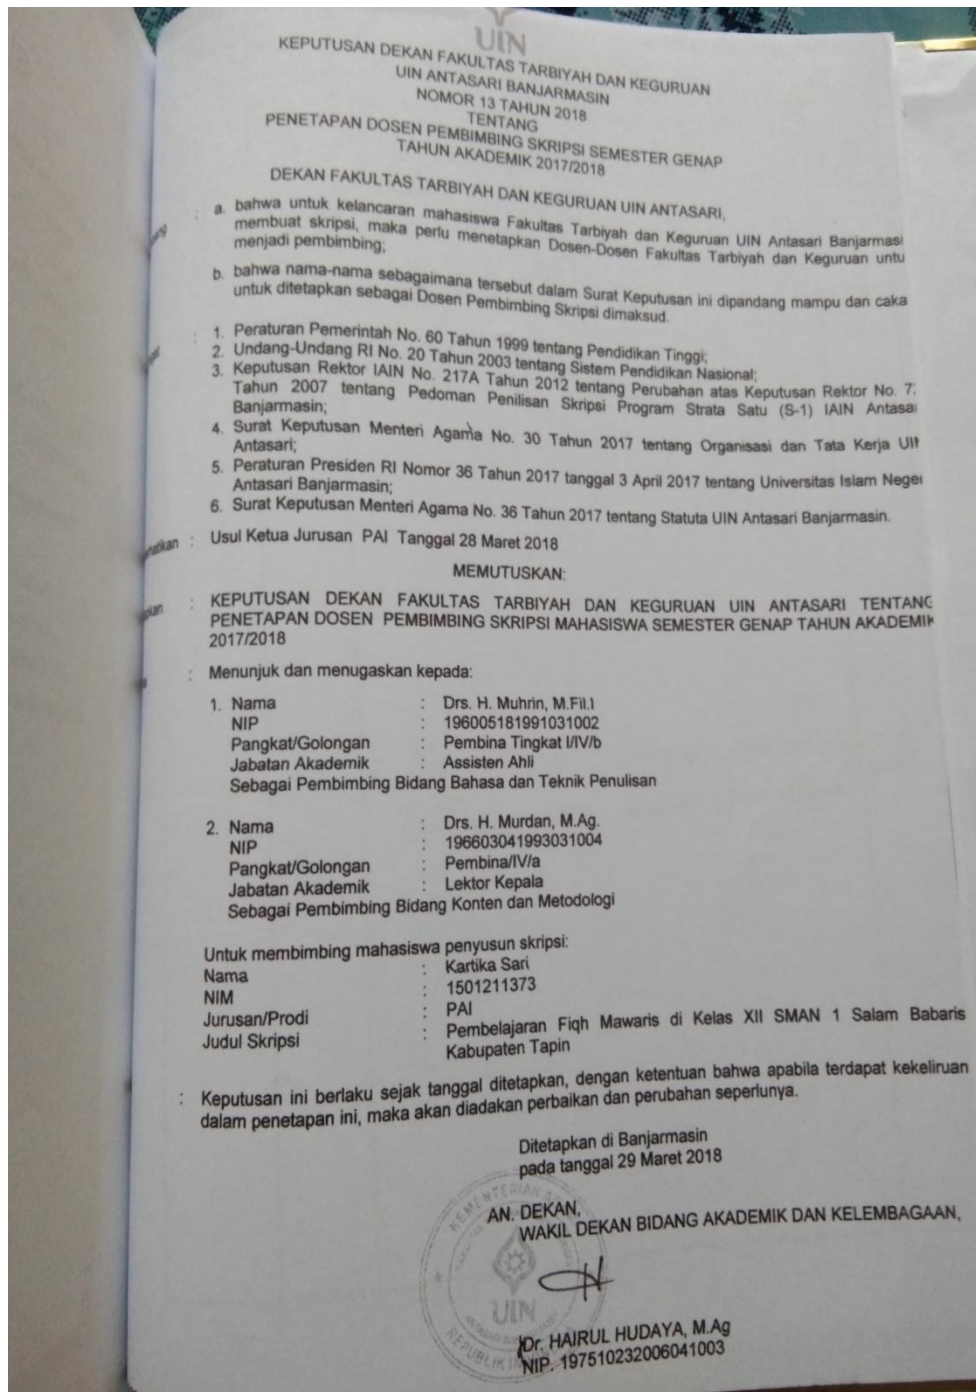 UIN
KEPUTUSAN DEKAN FAKULTAS TARBIYAH DAN KEGURUAN
UIN ANTASARI BANJARMASIN
NOMOR 13 TAHUN 2018
TENTANG
PENETAPAN DOSEN PEMBIMBING SKRIPSI SEMESTER GENAP
TAHUN AKADEMIK 2017/2018
DEKAN FAKULTAS TARBIYAH DAN KEGURUAN UIN ANTASARI,
: a. bahwa untuk kelancaran mahasiswa Fakultas Tarbiyah dan Keguruan UIN Antasari Banjarmasi
membuat skripsi, maka perlu menetapkan Dosen-Dosen Fakultas Tarbiyah dan Keguruan untu
menjadi pembimbing;
b. bahwa nama-nama sebagaimana tersebut dalam Surat Keputusan ini dipandang mampu dan caka
untuk ditetapkan sebagai Dosen Pembimbing Skripsi dimaksud.
: 1. Peraturan Pemerintah No. 60 Tahun 1999 tentang Pendidikan Tinggi;
2. Undang-Undang RI No. 20 Tahun 2003 tentang Sistem Pendidikan Nasional;
3. Keputusan Rektor IAIN No. 217A Tahun 2012 tentang Perubahan atas Keputusan Rektor No.
Tahun 2007 tentang Pedoman Penilisan Skripsi Program Strata Satu (S-1) IAIN Antasa
Banjarmasin;
4. Surat Keputusan Menteri Agama No. 30 Tahun 2017 tentang Organisasi dan Tata Kerja UI
Antasari;
5. Peraturan Presiden RI Nomor 36 Tahun 2017 tanggal 3 April 2017 tentang Universitas Islam Nege
Antasari Banjarmasin;
6. Surat Keputusan Menteri Agama No. 36 Tahun 2017 tentang Statuta UIN Antasari Banjarmasin.
hatikan : Usul Ketua Jurusan PAI Tanggal 28 Maret 2018
MEMUTUSKAN:
: KEPUTUSAN DEKAN FAKULTAS TARBIYAH DAN KEGURUAN UIN ANTASARI TENTANG
PENETAPAN DOSEN PEMBIMBING SKRIPSI MAHASISWA SEMESTER GENAP TAHUN AKADEMIK
2017/2018
: Menunjuk dan menugaskan kepada:
1. Nama : Drs. H. Muhrin, M.Fil.I
NIP : 196005181991031002
Pangkat/Golongan : Pembina Tingkat I/IV/b
Jabatan Akademik : Assisten Ahli
Sebagai Pembimbing Bidang Bahasa dan Teknik Penulisan
2. Nama : Drs. H. Murdan, M.Ag.
NIP : 196603041993031004
Pangkat/Golongan : Pembina/IV/a
Jabatan Akademik : Lektor Kepala
Sebagai Pembimbing Bidang Konten dan Metodologi
Untuk membimbing mahasiswa penyusun skripsi:
Nama : Kartika Sari
NIM : 1501211373
Jurusan/Prodi : PAI
Judul Skripsi : Pembelajaran Fiqh Mawaris di Kelas XII SMAN 1 Salam Babaris
Kabupaten Tapin
: Keputusan ini berlaku sejak tanggal ditetapkan, dengan ketentuan bahwa apabila terdapat kekeliruan
dalam penetapan ini, maka akan diadakan perbaikan dan perubahan seperlunya.
Ditetapkan di Banjarmasin
pada tanggal 29 Maret 2018
AN. DEKAN,
WAKIL DEKAN BIDANG AKADEMIK DAN KELEMBAGAAN,
UIN
Dr. HAIRUL HUDAYA, M.Ag
NIP. 197510232006041003